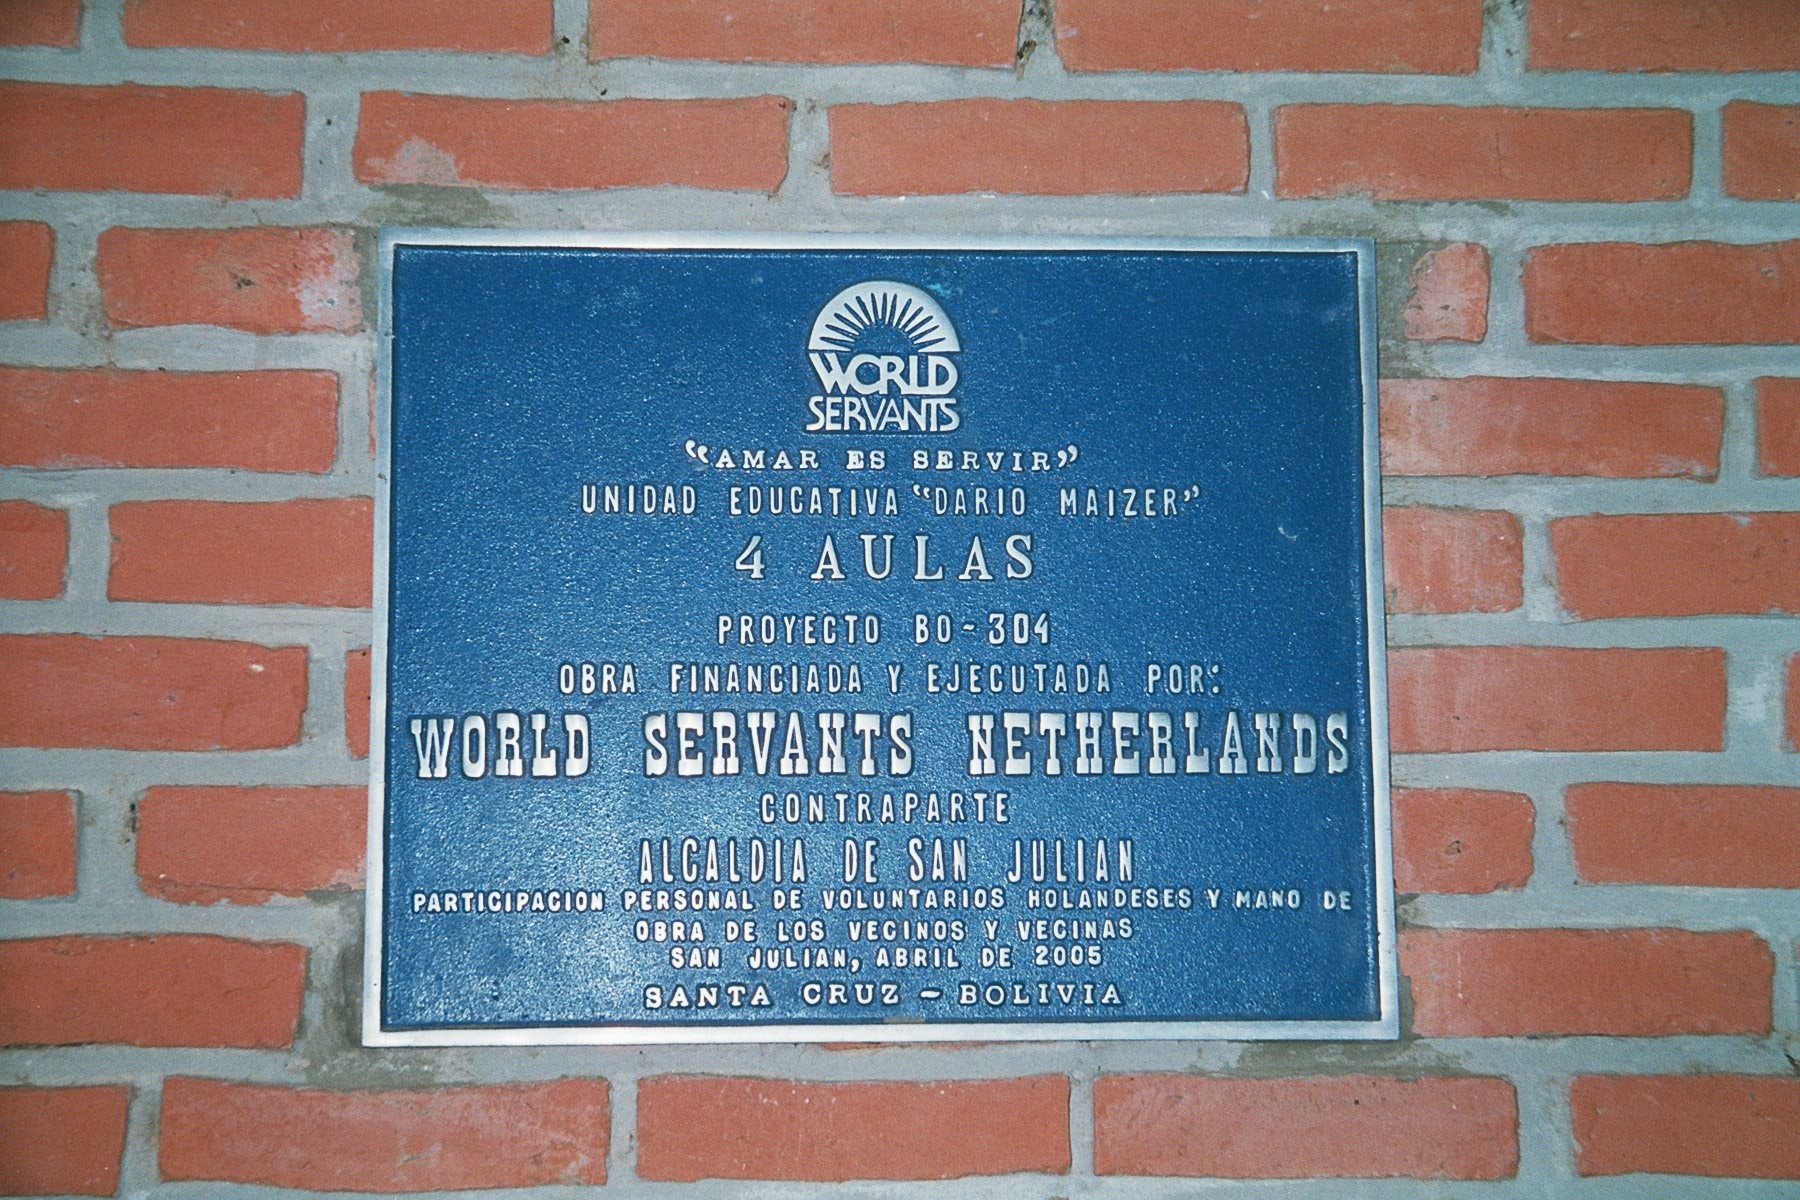 WORLD
SERVANTS
“AMAR ES SERVIR”
UNIDAD EDUCATIVA “DARIO MAIZER”
4 AULAS
PROYECTO BO-304
OBRA FINANCIADA Y EJECUTADA POR:
WORLD SERVANTS NETHERLANDS
CONTRAPARTE
ALCALDIA DE SAN JULIAN
PARTICIPACION PERSONAL DE VOLUNTARIOS HOLANDESES Y MANO DE
OBRA DE LOS VECINOS Y VECINAS
SAN JULIAN, ABRIL DE 2005
SANTA CRUZ - BOLIVIA